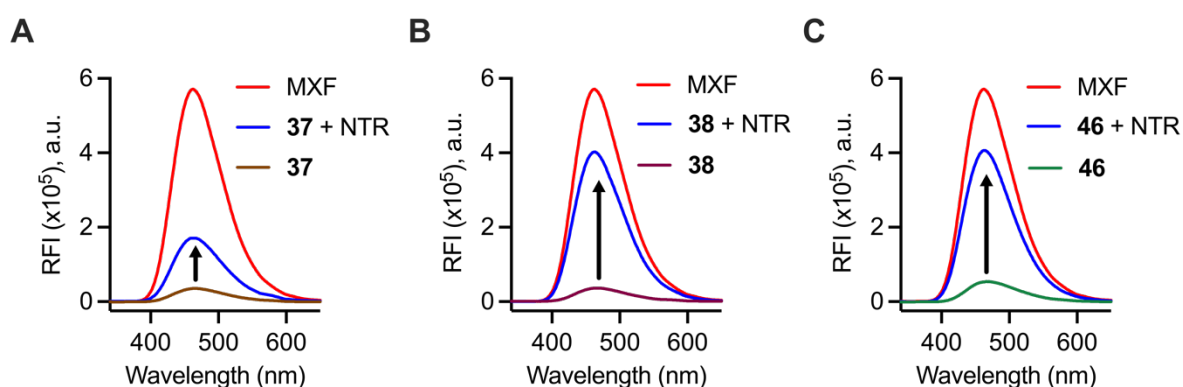 A
RFI (x10⁵), a.u.
6
4
2
0
400 500 600
Wavelength (nm)
MXF
37 + NTR
37
B
RFI (x10⁵), a.u.
6
4
2
0
400 500 600
Wavelength (nm)
MXF
38 + NTR
38
C
RFI (x10⁵), a.u.
6
4
2
0
400 500 600
Wavelength (nm)
MXF
46 + NTR
46